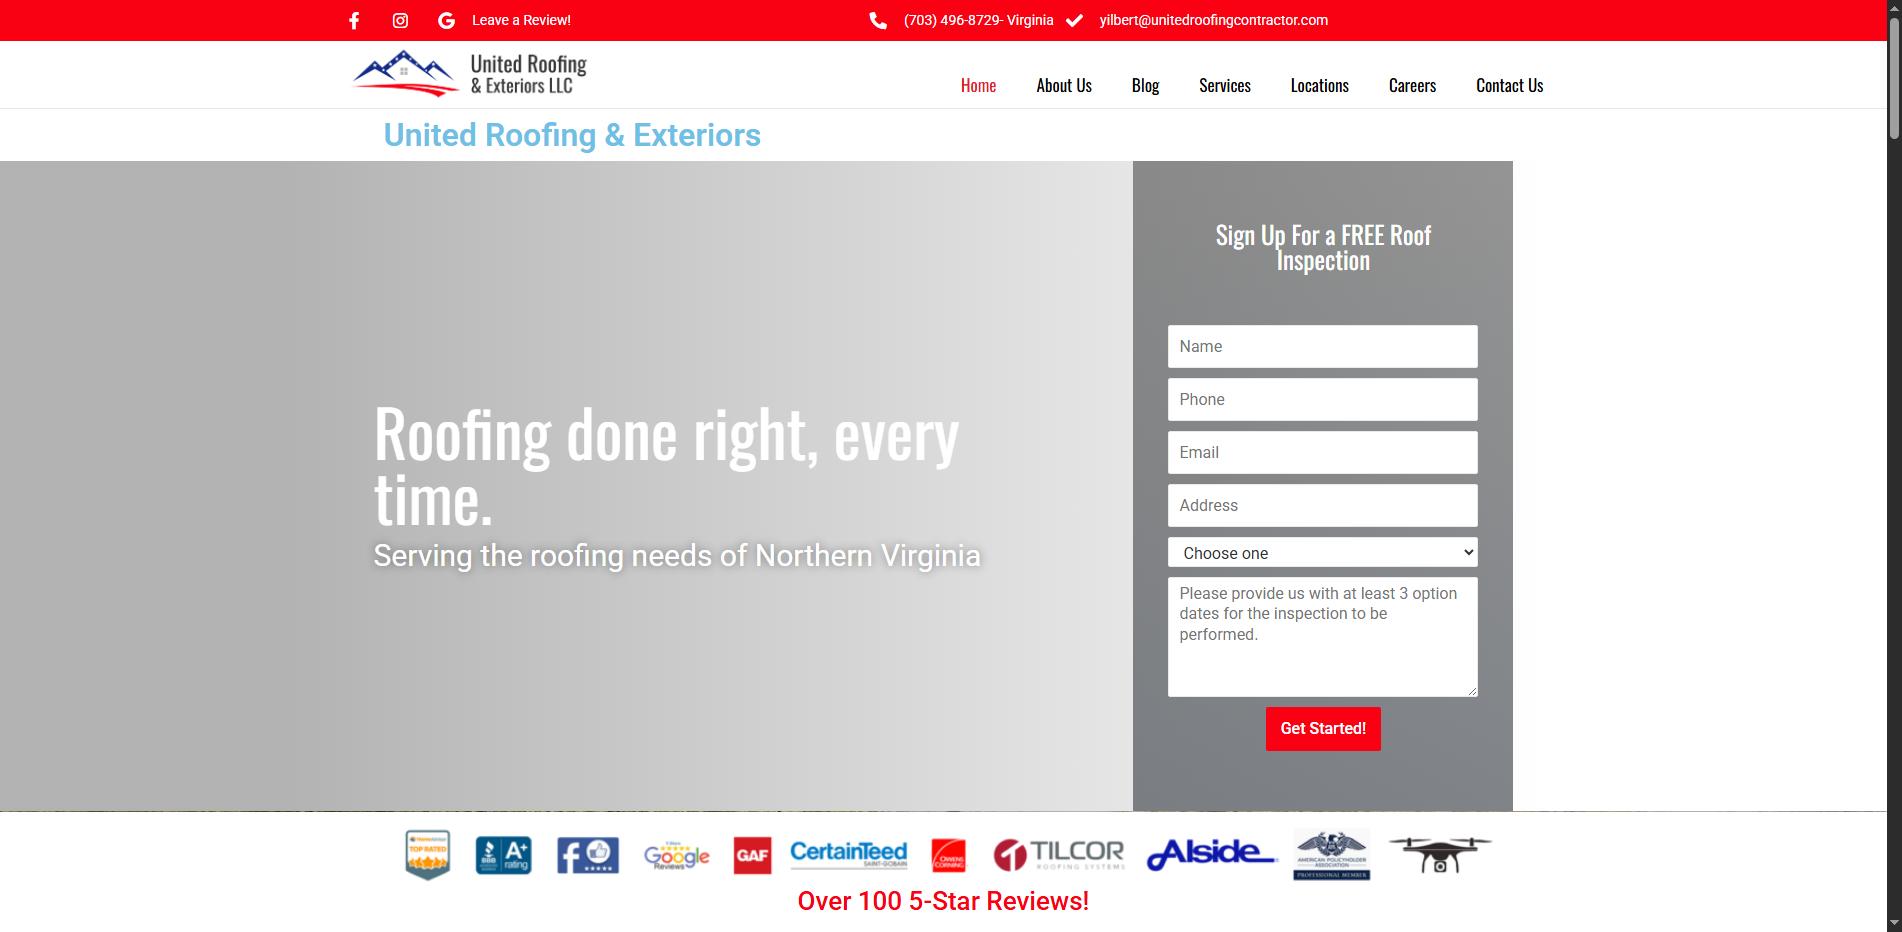 Leave a Review!
(703) 496-8729- Virginia
yilbert@unitedroofingcontractor.com
United Roofing
& Exteriors LLC
Home
About Us
Blog
Services
Locations
Careers
Contact Us
United Roofing & Exteriors
Roofing done right, every
time.
Serving the roofing needs of Northern Virginia
Sign Up For a FREE Roof
Inspection
Name
Phone
Email
Address
Choose one
Please provide us with at least 3 option
dates for the inspection to be
performed.
Get Started!
HomeAdvisor
TOP RATED
BBB
A+
rating
Google
Reviews
GAF
CertainTeed
SAINT-GOBAIN
OWENS
CORNING
TILCOR
ROOFING SYSTEMS
Alside
AMERICAN POLICYHOLDER
ASSOCIATION
PROFESSIONAL MEMBER
Over 100 5-Star Reviews!